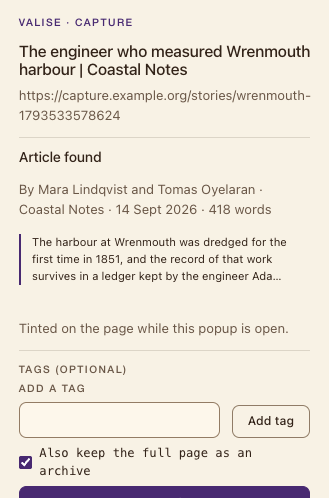 VALISE · CAPTURE
The engineer who measured Wrenmouth
harbour | Coastal Notes
https://capture.example.org/stories/wrenmouth-
1793533578624
Article found
By Mara Lindqvist and Tomas Oyelaran ·
Coastal Notes · 14 Sept 2026 · 418 words
The harbour at Wrenmouth was dredged for the
first time in 1851, and the record of that work
survives in a ledger kept by the engineer Ada…
Tinted on the page while this popup is open.
TAGS (OPTIONAL)
ADD A TAG
Add tag
Also keep the full page as an
archive